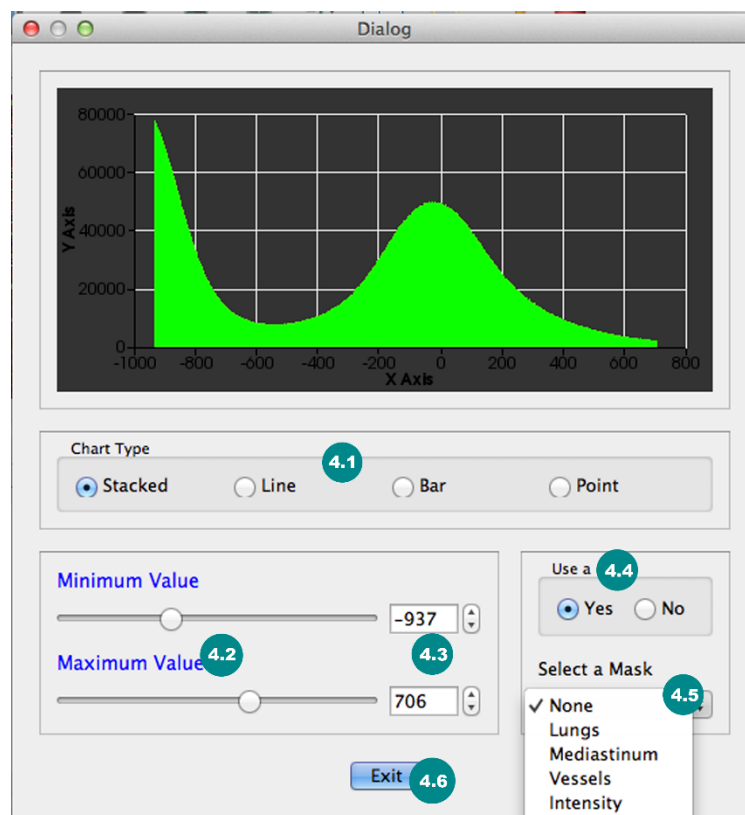 Dialog
80000
60000
40000
20000
0
Y Axis
-1000 -800 -600 -400 -200 0 200 400 600 800
X Axis
Chart Type
4.1
Stacked Line Bar Point
Minimum Value
-937
4.2 4.3
Maximum Value
706
Use a 4.4
Yes No
Select a Mask
4.5
✓ None
Lungs
Mediastinum
Vessels
Intensity
Exit 4.6